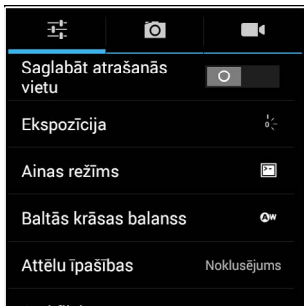 Saglabāt atrašanās
vietu
Ekspozīcija
Ainas režīms
Baltās krāsas balanss
Attēlu īpašības
Noklusējums